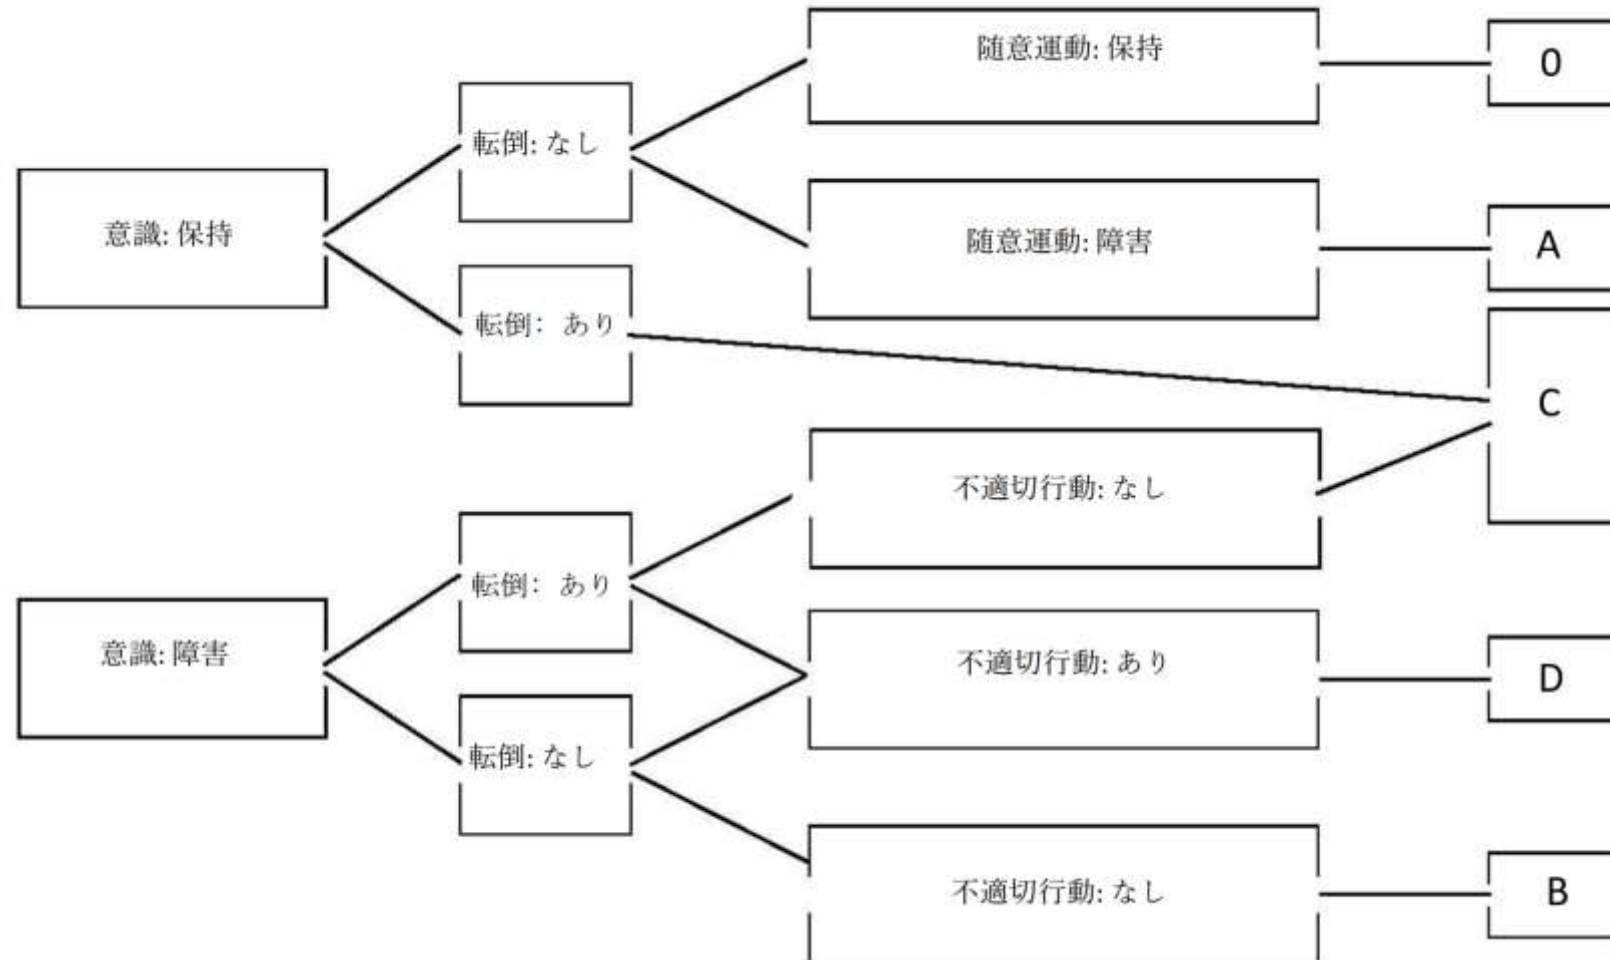 随意運動: 保持
0
転倒: なし
意識: 保持
随意運動: 障害
A
転倒： あり
C
不適切行動: なし
転倒： あり
意識: 障害
不適切行動: あり
D
転倒: なし
不適切行動: なし
B